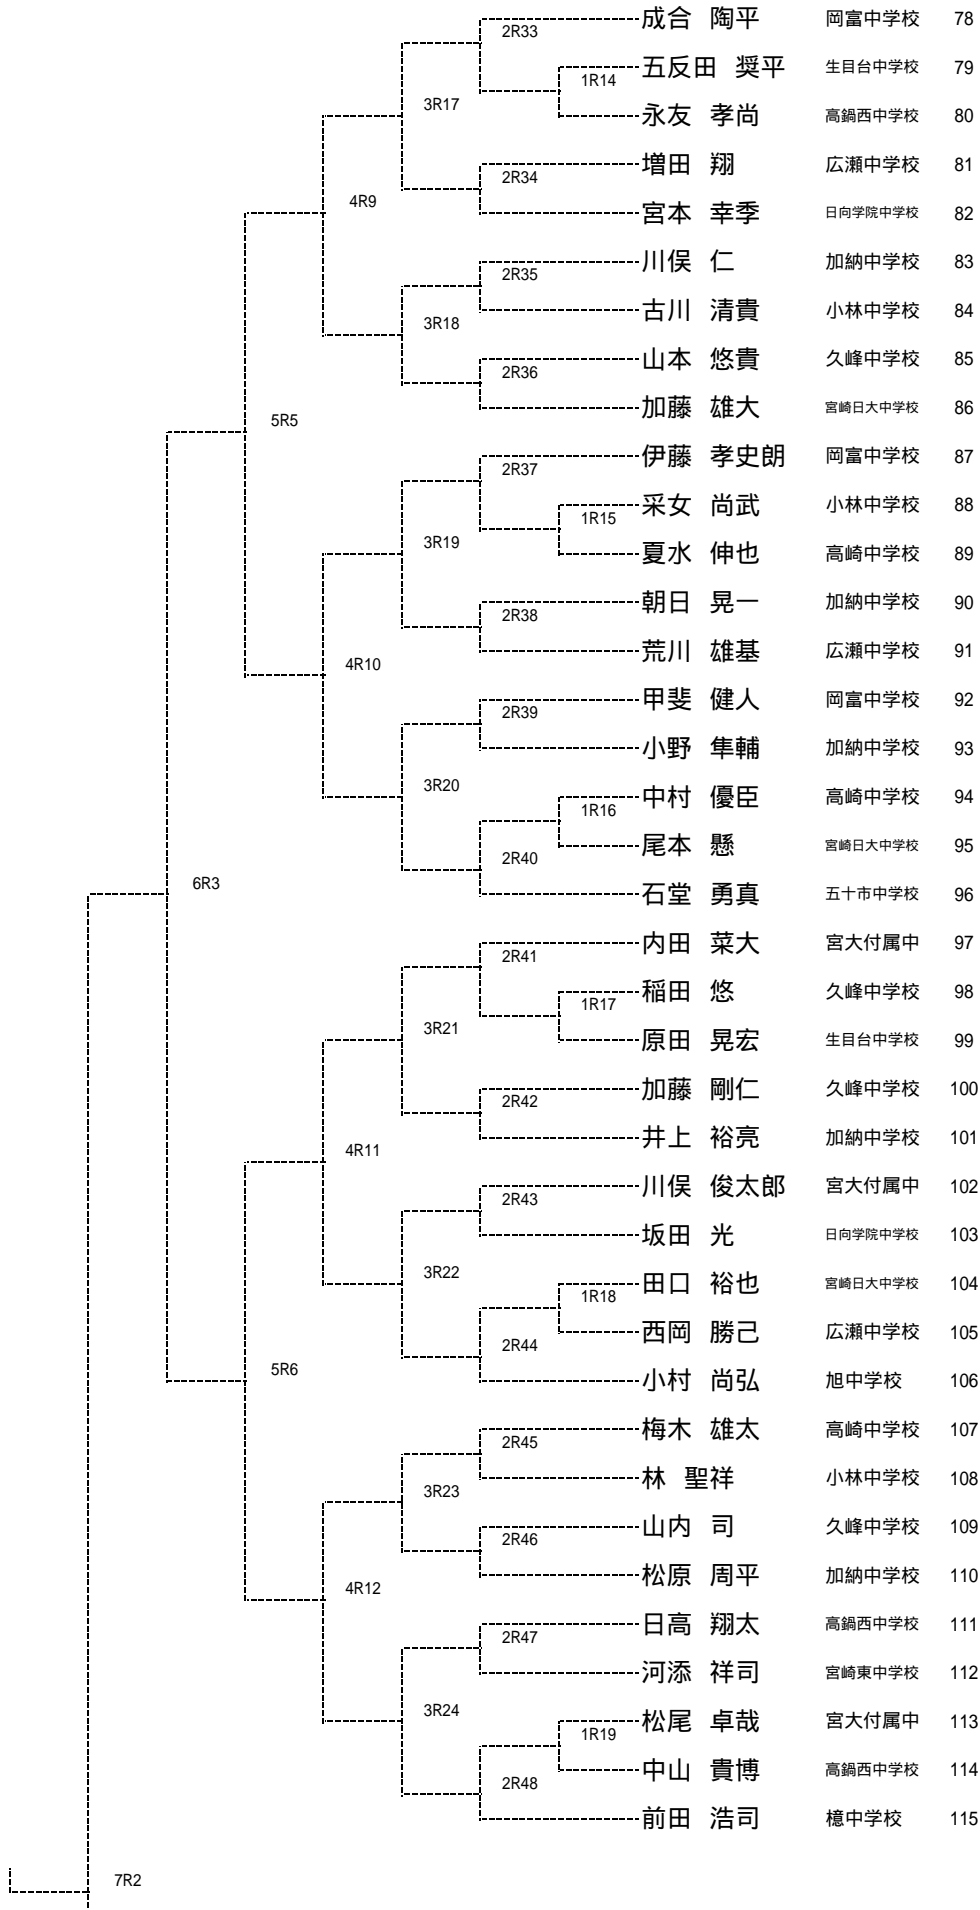 成合 陶平 岡富中学校 78
2R33
五反田 奨平 生目台中学校 79
1R14
3R17
永友 孝尚 高鍋西中学校 80
増田 翔 広瀬中学校 81
2R34
4R9
宮本 幸季 日向学院中学校 82
川俣 仁 加納中学校 83
2R35
古川 清貴 小林中学校 84
3R18
山本 悠貴 久峰中学校 85
2R36
加藤 雄大 宮崎日大中学校 86
5R5
伊藤 孝史朗 岡富中学校 87
2R37
采女 尚武 小林中学校 88
1R15
3R19
夏水 伸也 高崎中学校 89
朝日 晃一 加納中学校 90
2R38
荒川 雄基 広瀬中学校 91
4R10
甲斐 健人 岡富中学校 92
2R39
小野 隼輔 加納中学校 93
3R20
中村 優臣 高崎中学校 94
1R16
尾本 懸 宮崎日大中学校 95
2R40
6R3
石堂 勇真 五十市中学校 96
内田 菜大 宮大付属中 97
2R41
稲田 悠 久峰中学校 98
1R17
3R21
原田 晃宏 生目台中学校 99
加藤 剛仁 久峰中学校 100
2R42
井上 裕亮 加納中学校 101
4R11
川俣 俊太郎 宮大付属中 102
2R43
坂田 光 日向学院中学校 103
3R22
田口 裕也 宮崎日大中学校 104
1R18
西岡 勝己 広瀬中学校 105
2R44
5R6
小村 尚弘 旭中学校 106
梅木 雄太 高崎中学校 107
2R45
林 聖祥 小林中学校 108
3R23
山内 司 久峰中学校 109
2R46
松原 周平 加納中学校 110
4R12
日高 翔太 高鍋西中学校 111
2R47
河添 祥司 宮崎東中学校 112
3R24
松尾 卓哉 宮大付属中 113
1R19
中山 貴博 高鍋西中学校 114
2R48
前田 浩司 檍中学校 115
7R2